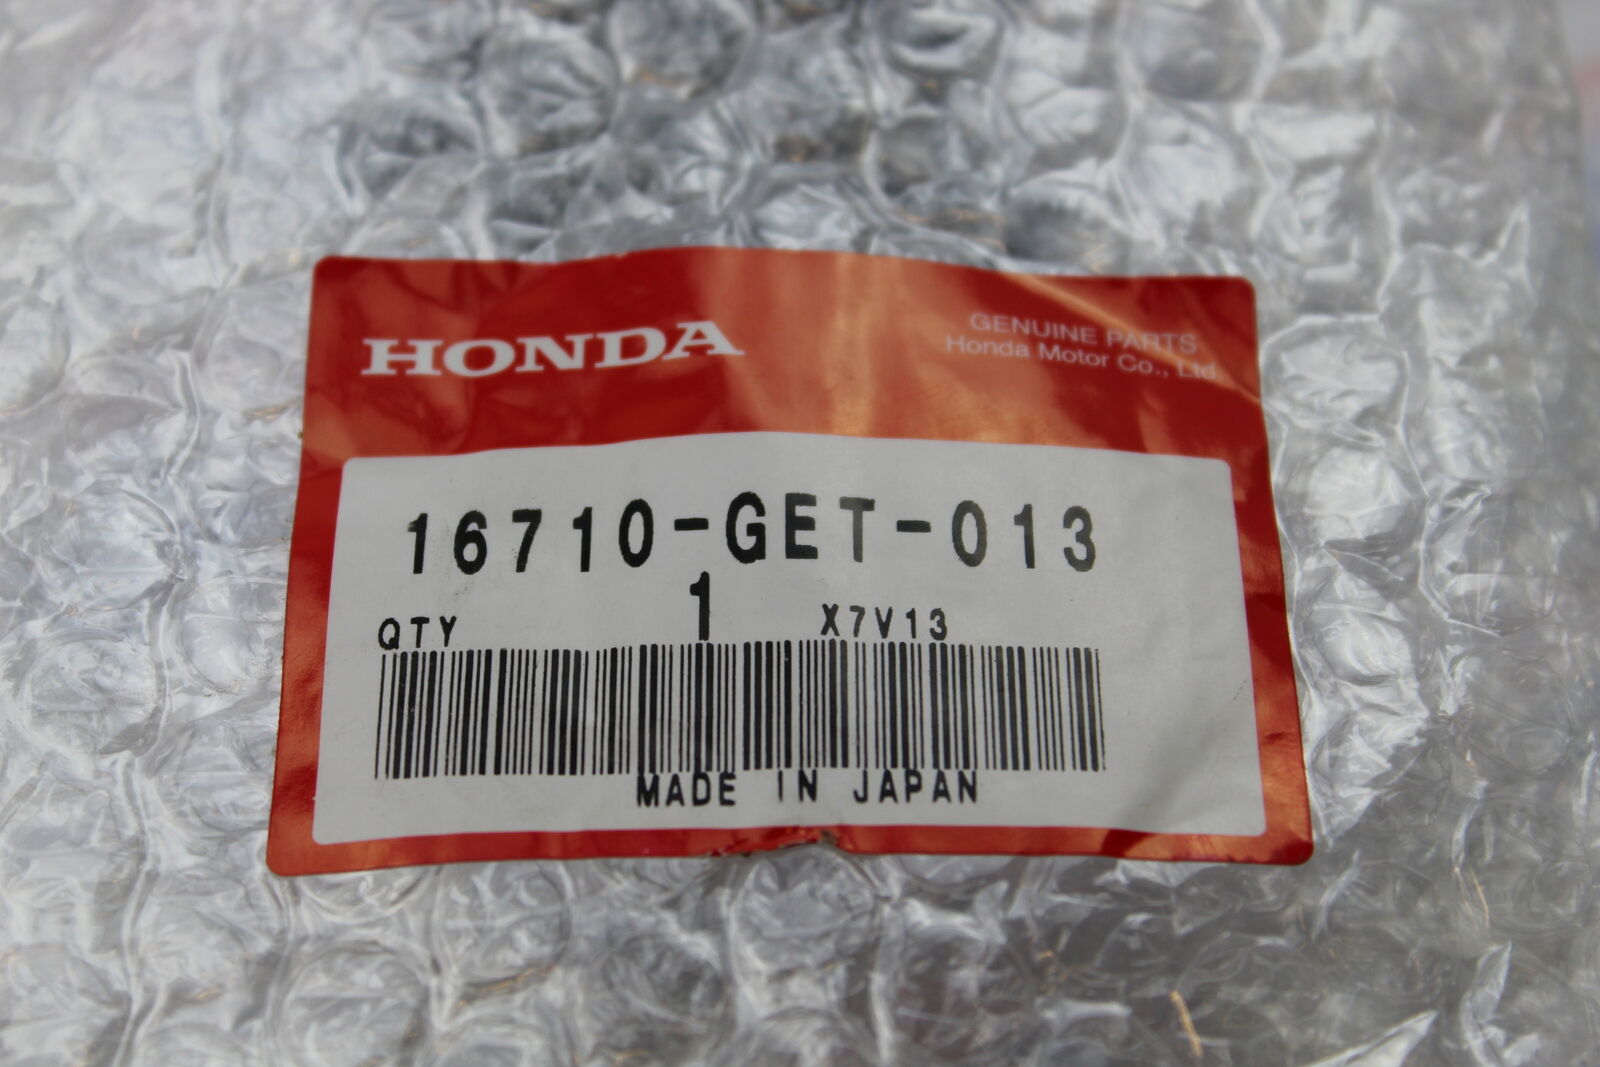 HONDA
GENUINE PARTS
Honda Motor Co., Ltd.
16710-GET-013
QTY 1 X7V13
MADE IN JAPAN